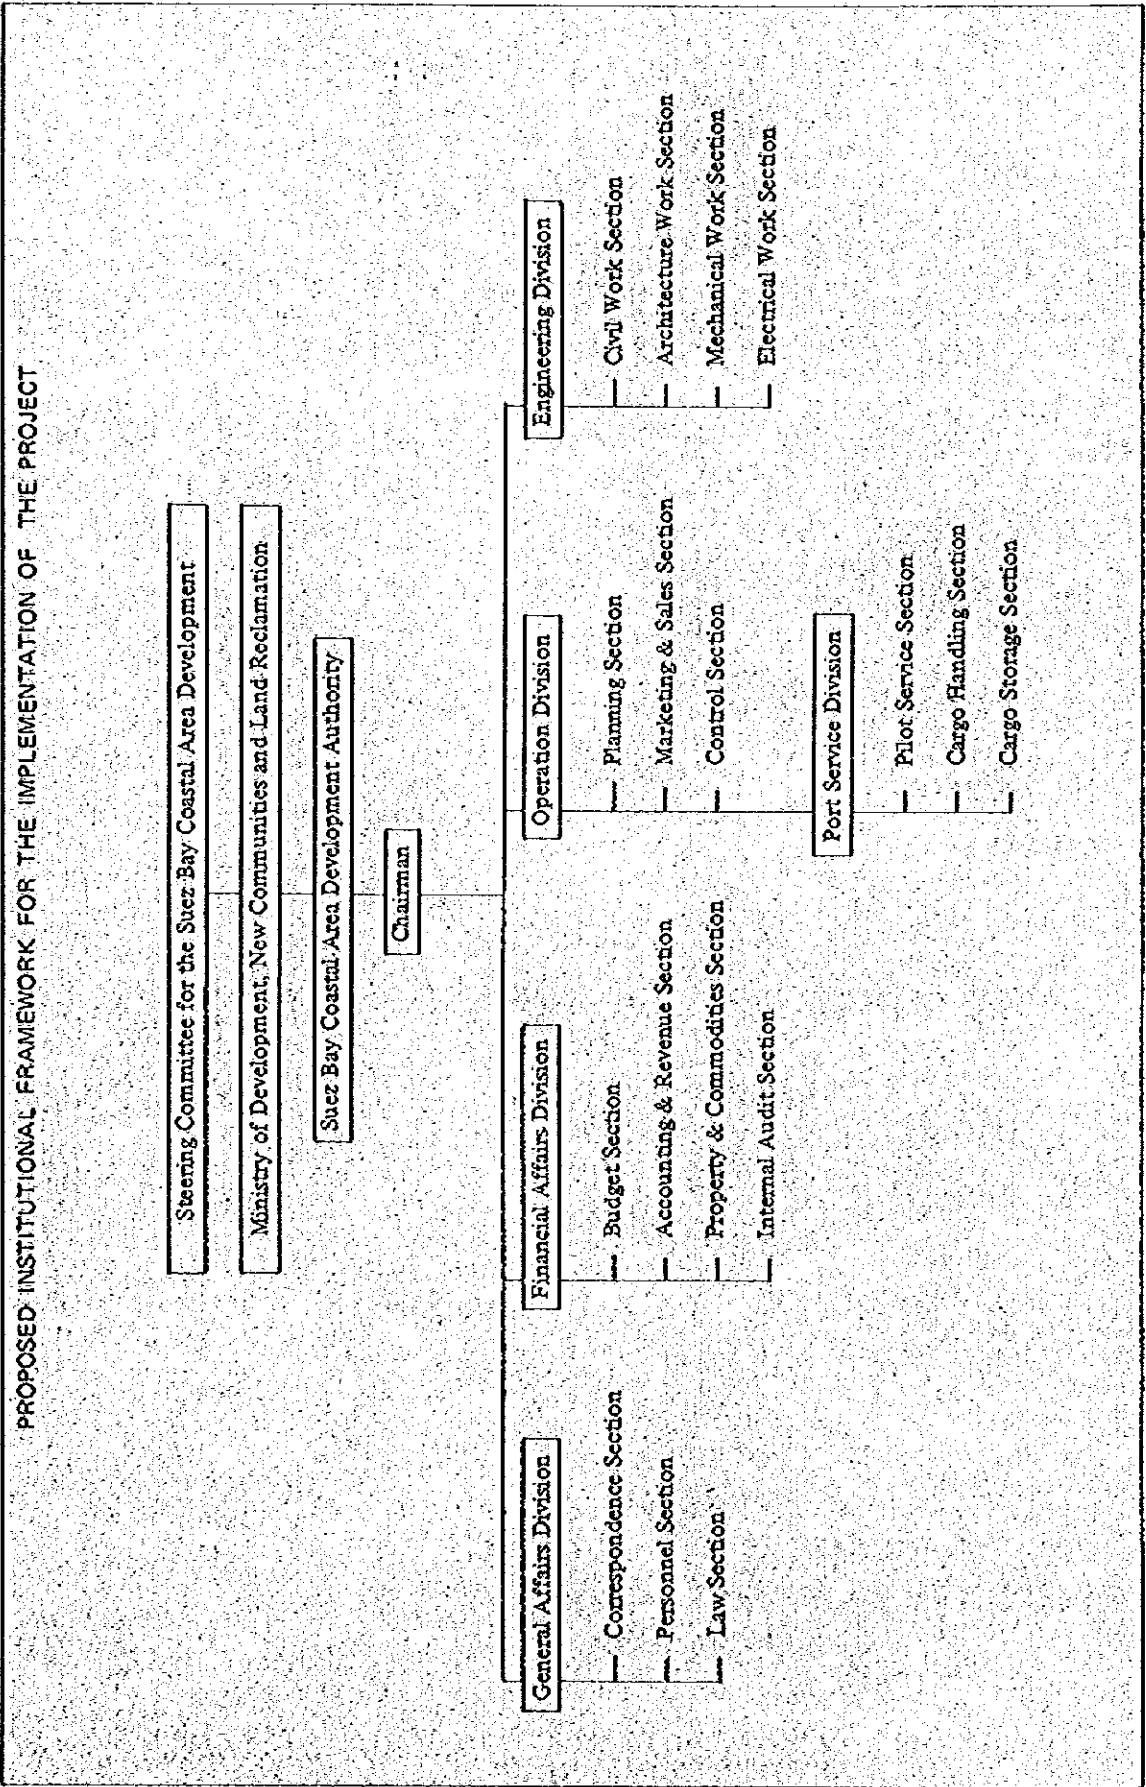 PROPOSED INSTITUTIONAL FRAMEWORK FOR THE IMPLEMENTATION OF THE PROJECT
Steering Committee for the Suez Bay Coastal Area Development
Ministry of Development, New Communities and Land Reclamation
Suez Bay Coastal Area Development Authority
Chairman
General Affairs Division
Correspondence Section
Personnel Section
Law Section
Financial Affairs Division
Budget Section
Accounting & Revenue Section
Property & Commodities Section
Internal Audit Section
Operation Division
Planning Section
Marketing & Sales Section
Control Section
Port Service Division
Pilot Service Section
Cargo Handling Section
Cargo Storage Section
Engineering Division
Civil Work Section
Architecture Work Section
Mechanical Work Section
Electrical Work Section